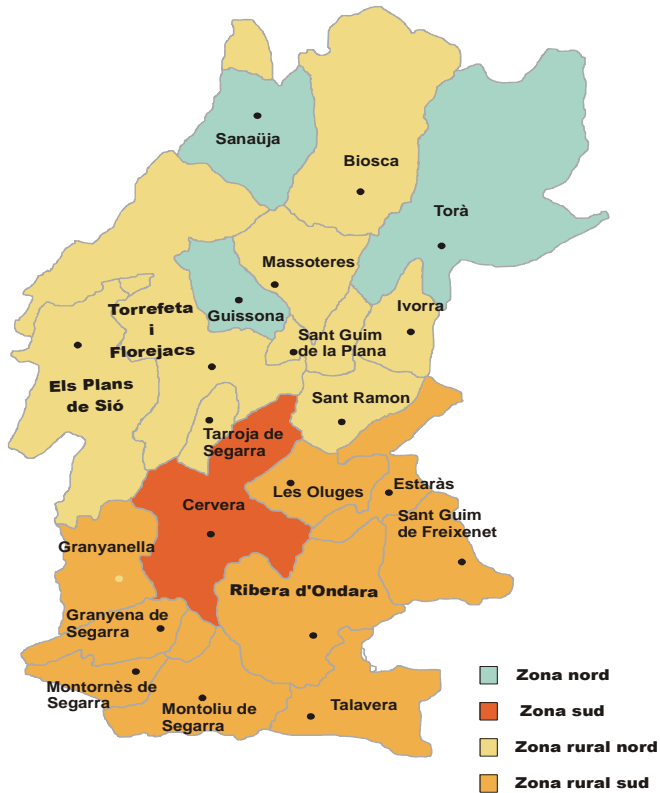 Sanaüja
Biosca
Torà
Massoteres
Ivorra
Torrefeta
i
Florejacs
Guissona
Sant Guim
de la Plana
Els Plans
de Sió
Sant Ramon
Tarroja de
Segarra
Les Oluges
Estaràs
Cervera
Sant Guim
de Freixenet
Granyanella
Ribera d'Ondara
Granyena de
Segarra
Montornès de
Segarra
Montoliu de
Segarra
Talavera
Zona nord
Zona sud
Zona rural nord
Zona rural sud